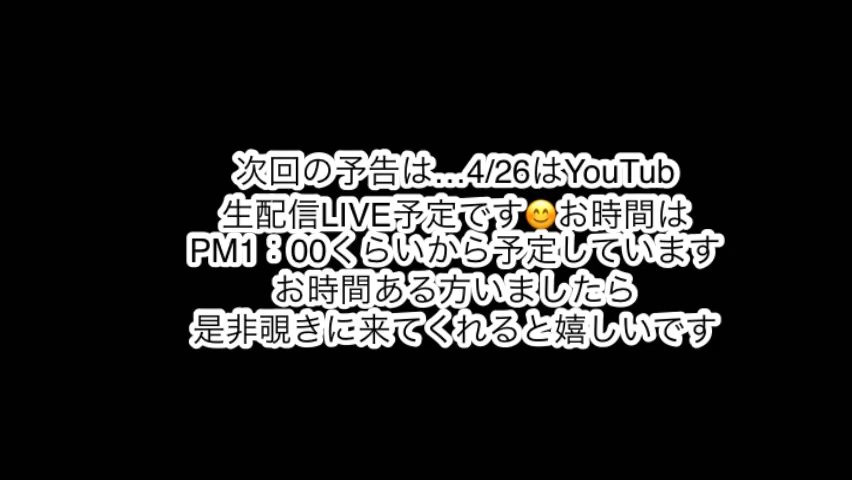 次回の予告は…4/26はYouTub
生配信LIVE予定です😊お時間は
PM1：00くらいから予定しています
お時間ある方いましたら
是非覗きに来てくれると嬉しいです